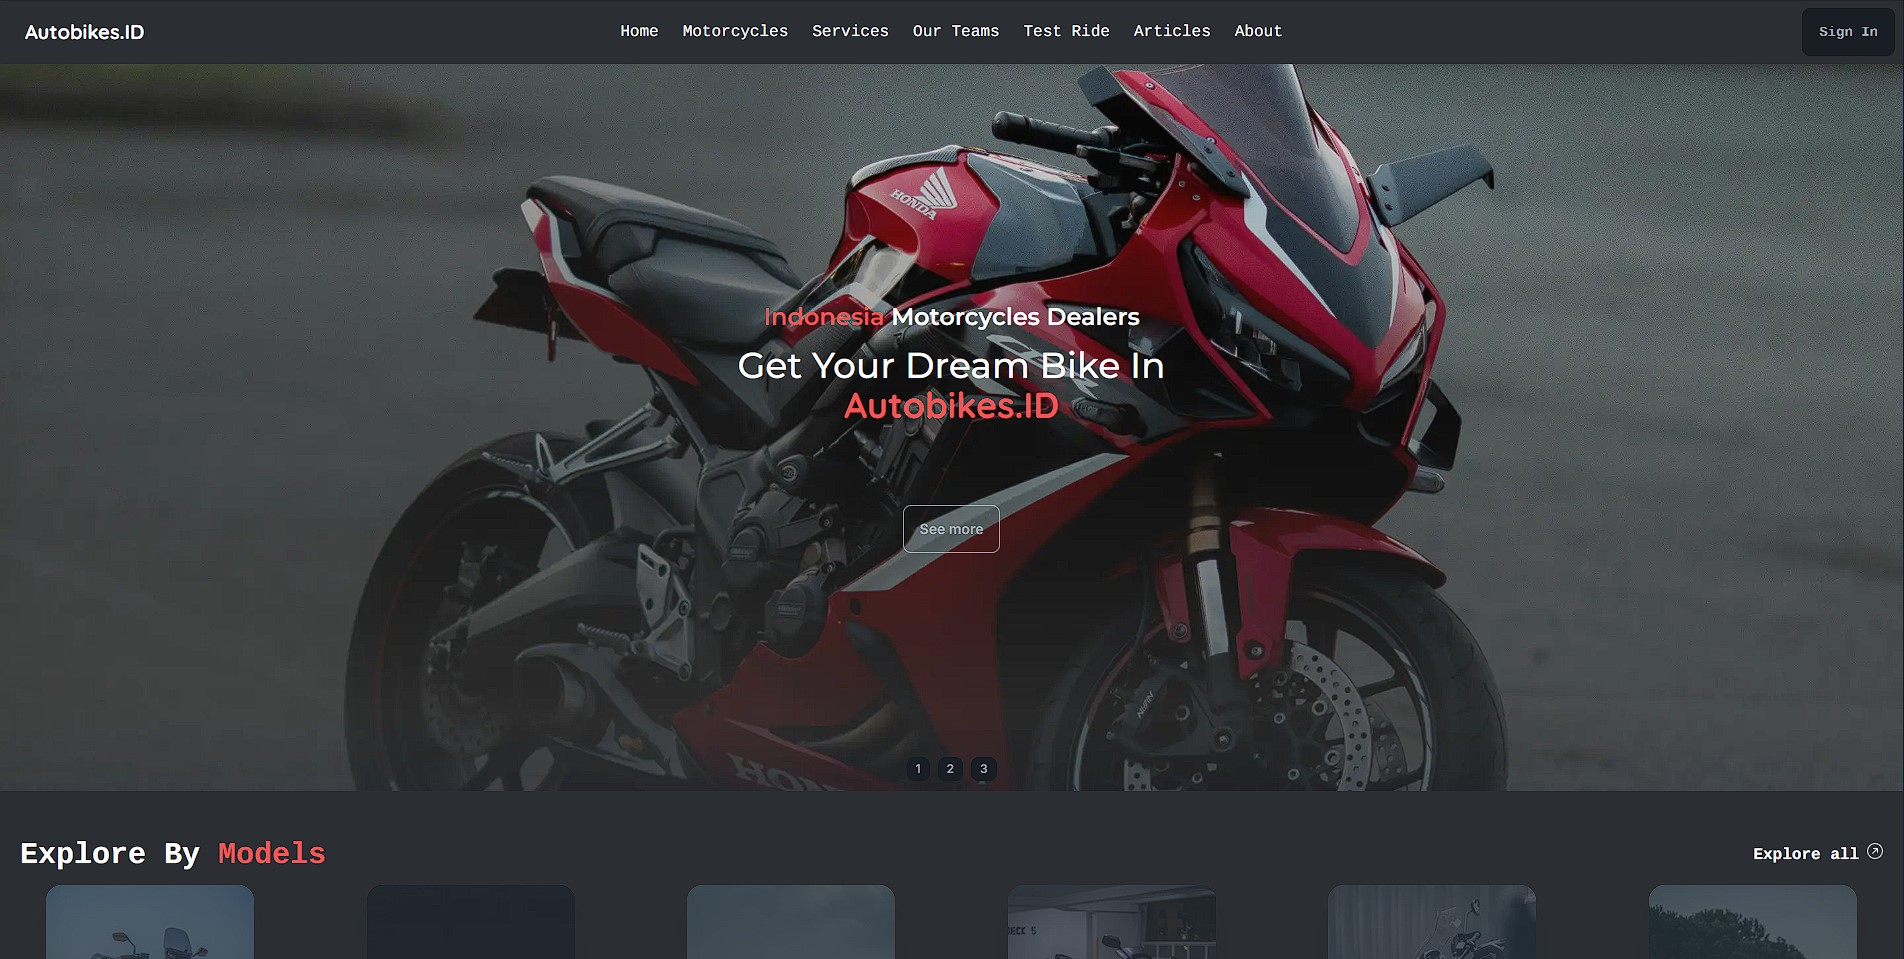 Autobikes.ID
Home Motorcycles Services Our Teams Test Ride Articles About
Sign In
HONDA
Indonesia Motorcycles Dealers
Get Your Dream Bike In
Autobikes.ID
See more
NISSIN
1 2 3
Explore By Models
Explore all